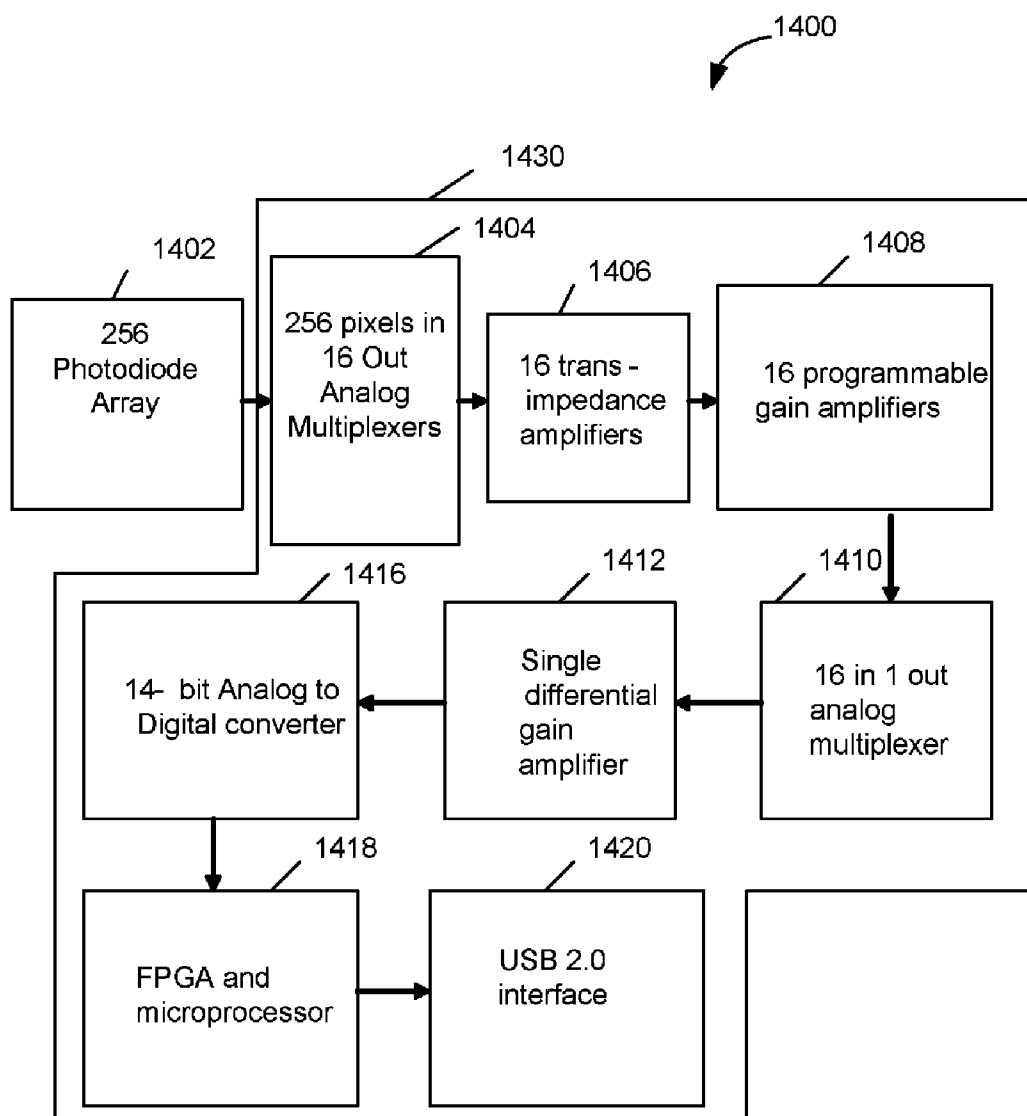 1400
1430
1402
1404
1406
1408
256
Photodiode
Array
256 pixels in
16 Out
Analog
Multiplexers
16 trans -
impedance
amplifiers
16 programmable
gain amplifiers
1416
1412
1410
14- bit Analog to
Digital converter
Single
differential
gain
amplifier
16 in 1 out
analog
multiplexer
1418
1420
FPGA and
microprocessor
USB 2.0
interface